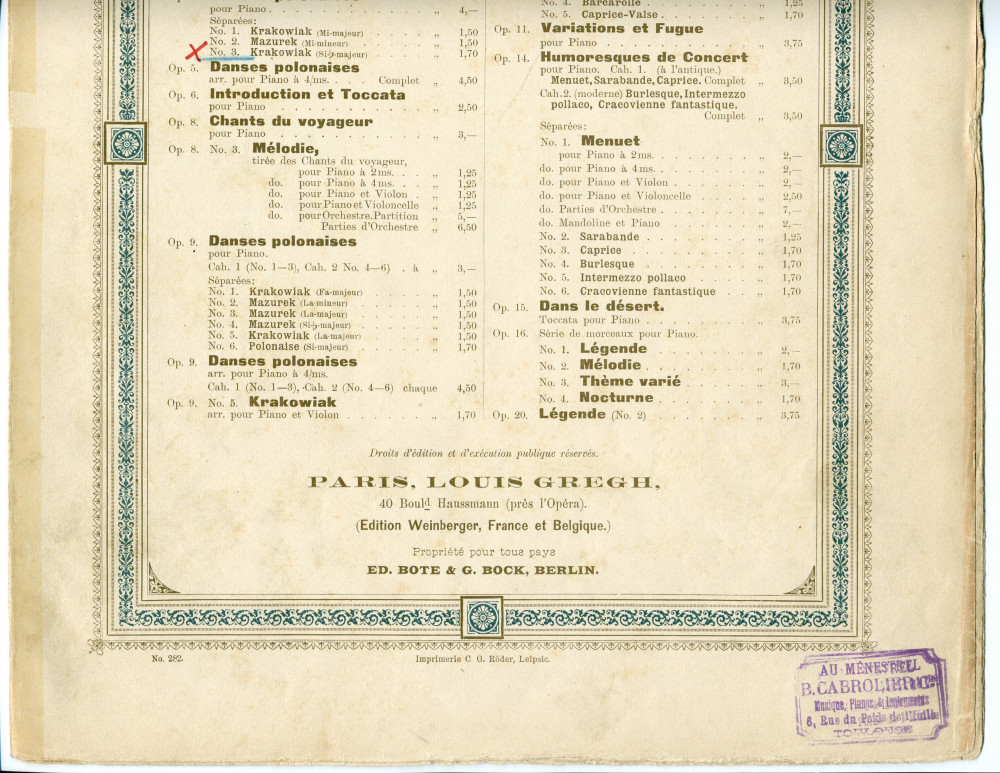 pour Piano . . . . . . . . . . . „ 4,—
Séparées:
No. 1. Krakowiak (Mi-majeur) . . . . „ 1,50
No. 2. Mazurek (Mi-mineur) . . . . „ 1,50
No. 3. Krakowiak (Si-♭-majeur) . . . „ 1,70
Op. 5. Danses polonaises
arr. pour Piano à 4/ms. . . . Complet „ 4,50
Op. 6. Introduction et Toccata
pour Piano . . . . . . . . . . . „ 2,50
Op. 8. Chants du voyageur
pour Piano . . . . . . . . . . . „ 3,—
Op. 8. No. 3. Mélodie,
tirée des Chants du voyageur,
pour Piano à 2ms. . . „ 1,25
do. pour Piano à 4ms. . . „ 1,25
do. pour Piano et Violon . „ 1,25
do. pour Piano et Violoncelle „ 1,25
do. pour Orchestre. Partition „ 5,—
Parties d'Orchestre „ 6,50
Op. 9. Danses polonaises
pour Piano.
Cah. 1 (No. 1—3), Cah. 2 No. 4—6) . à „ 3,—
Séparées:
No. 1. Krakowiak (Fa-majeur) . . . . „ 1,50
No. 2. Mazurek (La-mineur) . . . . „ 1,50
No. 3. Mazurek (La-majeur) . . . . „ 1,50
No. 4. Mazurek (Si-♭-majeur) . . . . „ 1,50
No. 5. Krakowiak (La-majeur) . . . . „ 1,50
No. 6. Polonaise (Si-majeur) . . . . „ 1,70
Op. 9. Danses polonaises
arr. pour Piano à 4/ms.
Cah. 1 (No. 1—3), Cah. 2 (No. 4—6) chaque 4,50
Op. 9. No. 5. Krakowiak
arr. pour Piano et Violon . . . . . . „ 1,70
No. 4. Barcarolle . . . . . . . „ 1,25
No. 5. Caprice-Valse . . . . . . „ 1,70
Op. 11. Variations et Fugue
pour Piano . . . . . . . . . . „ 3,75
Op. 14. Humoresques de Concert
pour Piano. Cah. 1. (à l'antique.)
Menuet, Sarabande, Caprice. Complet „ 3,50
Cah. 2. (moderne) Burlesque, Intermezzo
pollaco, Cracovienne fantastique.
Complet „ 3,50
Séparées:
No. 1. Menuet
pour Piano à 2ms. . . . . . . „ 2,—
do. pour Piano à 4ms. . . . . . „ 2,—
do. pour Piano et Violon . . . . . „ 2,—
do. pour Piano et Violoncelle . . . „ 2,50
do. Parties d'Orchestre . . . . . . „ 7,—
do. Mandoline et Piano . . . . . „ 2,—
No. 2. Sarabande . . . . . . . „ 1,25
No. 3. Caprice . . . . . . . . „ 1,70
No. 4. Burlesque . . . . . . . „ 1,70
No. 5. Intermezzo pollaco . . . . „ 1,70
No. 6. Cracovienne fantastique . . „ 1,70
Op. 15. Dans le désert.
Toccata pour Piano . . . . . . . „ 3,75
Op. 16. Série de morceaux pour Piano.
No. 1. Légende . . . . . . . „ 2,—
No. 2. Mélodie . . . . . . . „ 1,70
No. 3. Thème varié . . . . . „ 3,—
No. 4. Nocturne . . . . . . . „ 1,70
Op. 20. Légende (No. 2) . . . . . . . „ 3,75
Droits d'édition et d'exécution publique réservés.
PARIS, LOUIS GREGH,
40 Bould Haussmann (près l'Opéra).
(Edition Weinberger, France et Belgique.)
Propriété pour tous pays
ED. BOTE & G. BOCK, BERLIN.
No. 282.
Imprimerie C. G. Röder, Leipsic.
AU MÉNESTREL
B. CABROLIER & Cie
Musique, Pianos, & Instruments
6, Rue du Poids de l'Huile
TOULOUSE